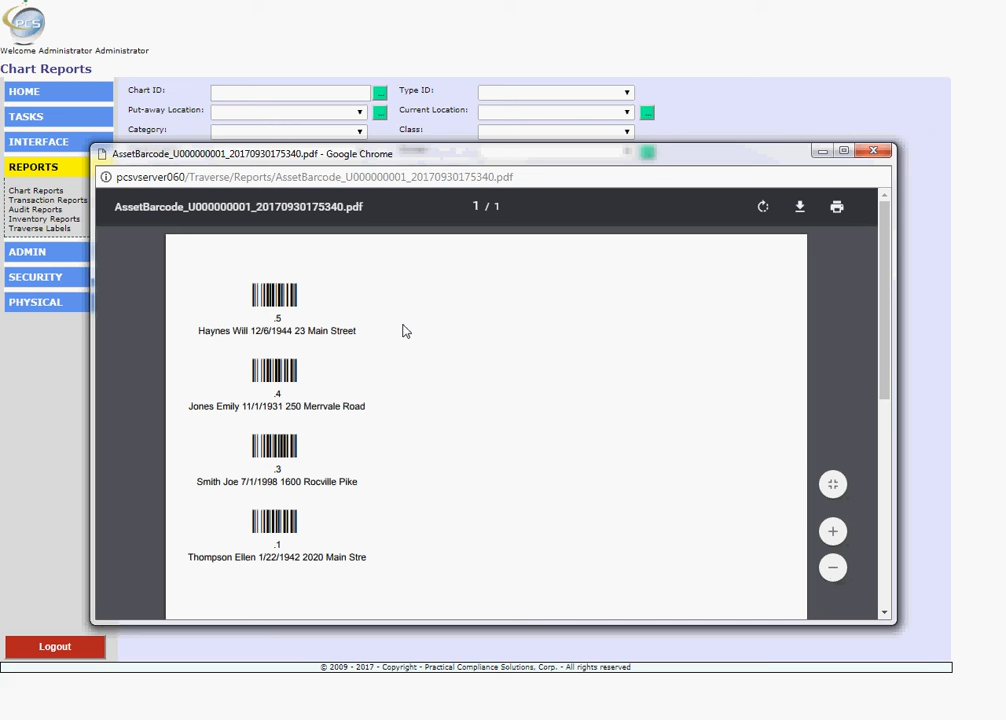 PCS
Welcome Administrator Administrator
Chart Reports
HOME
TASKS
INTERFACE
REPORTS
Chart Reports
Transaction Reports
Audit Reports
Inventory Reports
Traverse Labels
ADMIN
SECURITY
PHYSICAL
Logout
Chart ID:
...
Type ID:
Put-away Location:
...
Current Location:
...
Category:
Class:
AssetBarcode_U000000001_20170930175340.pdf - Google Chrome
pcsvserver060/Traverse/Reports/AssetBarcode_U000000001_20170930175340.pdf
AssetBarcode_U000000001_20170930175340.pdf
1 / 1
.5
Haynes Will 12/6/1944 23 Main Street
.4
Jones Emily 11/1/1931 250 Merrvale Road
.3
Smith Joe 7/1/1998 1600 Rocville Pike
.1
Thompson Ellen 1/22/1942 2020 Main Stre
© 2009 - 2017 - Copyright - Practical Compliance Solutions, Corp. - All rights reserved